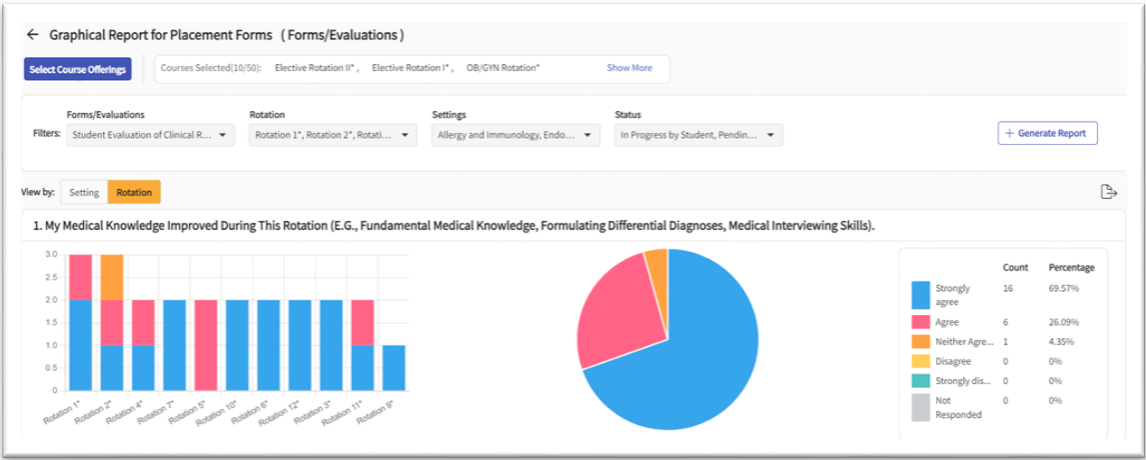 Graphical Report for Placement Forms ( Forms/Evaluations )
Select Course Offerings
Courses Selected(10/50): Elective Rotation II* , Elective Rotation I* , OB/GYN Rotation* Show More
Forms/Evaluations Rotation Settings Status
Filters: Student Evaluation of Clinical R... Rotation 1*, Rotation 2*, Rotati... Allergy and Immunology, Endo... In Progress by Student, Pendin... + Generate Report
View by: Setting Rotation
1. My Medical Knowledge Improved During This Rotation (E.G., Fundamental Medical Knowledge, Formulating Differential Diagnoses, Medical Interviewing Skills).
3.0
2.5
2.0
1.5
1.0
0.5
0
Rotation 1* Rotation 2* Rotation 4* Rotation 7* Rotation 5* Rotation 10* Rotation 6* Rotation 12* Rotation 3* Rotation 11* Rotation 9*
Count Percentage
Strongly 16 69.57%
agree
Agree 6 26.09%
Neither Agre... 1 4.35%
Disagree 0 0%
Strongly dis... 0 0%
Not 0 0%
Responded